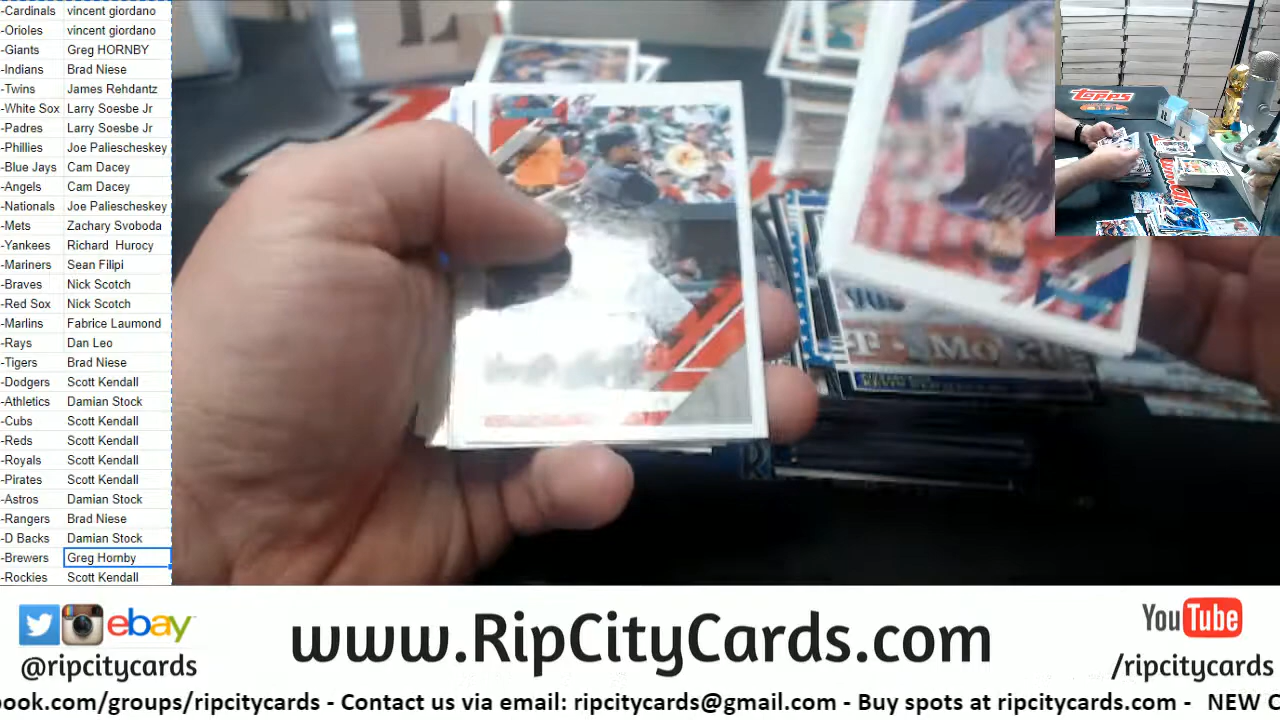 -Cardinals vincent giordano
-Orioles vincent giordano
-Giants Greg HORNBY
-Indians Brad Niese
-Twins James Rehdantz
-White Sox Larry Soesbe Jr
-Padres Larry Soesbe Jr
-Phillies Joe Paliescheskey
-Blue Jays Cam Dacey
-Angels Cam Dacey
-Nationals Joe Paliescheskey
-Mets Zachary Svoboda
-Yankees Richard Hurocy
-Mariners Sean Filipi
-Braves Nick Scotch
-Red Sox Nick Scotch
-Marlins Fabrice Laumond
-Rays Dan Leo
-Tigers Brad Niese
-Dodgers Scott Kendall
-Athletics Damian Stock
-Cubs Scott Kendall
-Reds Scott Kendall
-Royals Scott Kendall
-Pirates Scott Kendall
-Astros Damian Stock
-Rangers Brad Niese
-D Backs Damian Stock
-Brewers Greg Hornby
-Rockies Scott Kendall
Topps
ebay
@ripcitycards
www.RipCityCards.com
YouTube
/ripcitycards
book.com/groups/ripcitycards - Contact us via email: ripcitycards@gmail.com - Buy spots at ripcitycards.com - NEW C